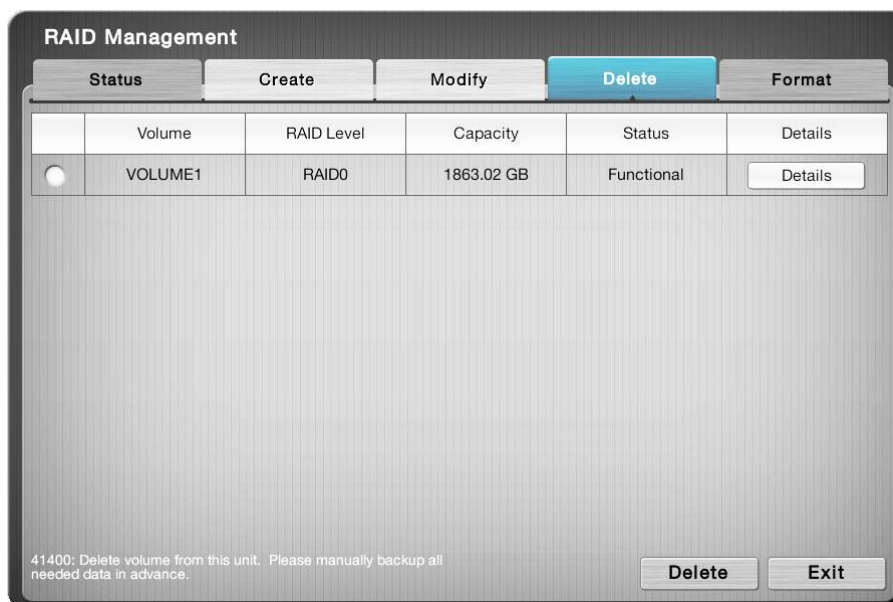 RAID Management
Status Create Modify Delete Format
Volume RAID Level Capacity Status Details
VOLUME1 RAID0 1863.02 GB Functional Details
41400: Delete volume from this unit. Please manually backup all
needed data in advance.
Delete Exit